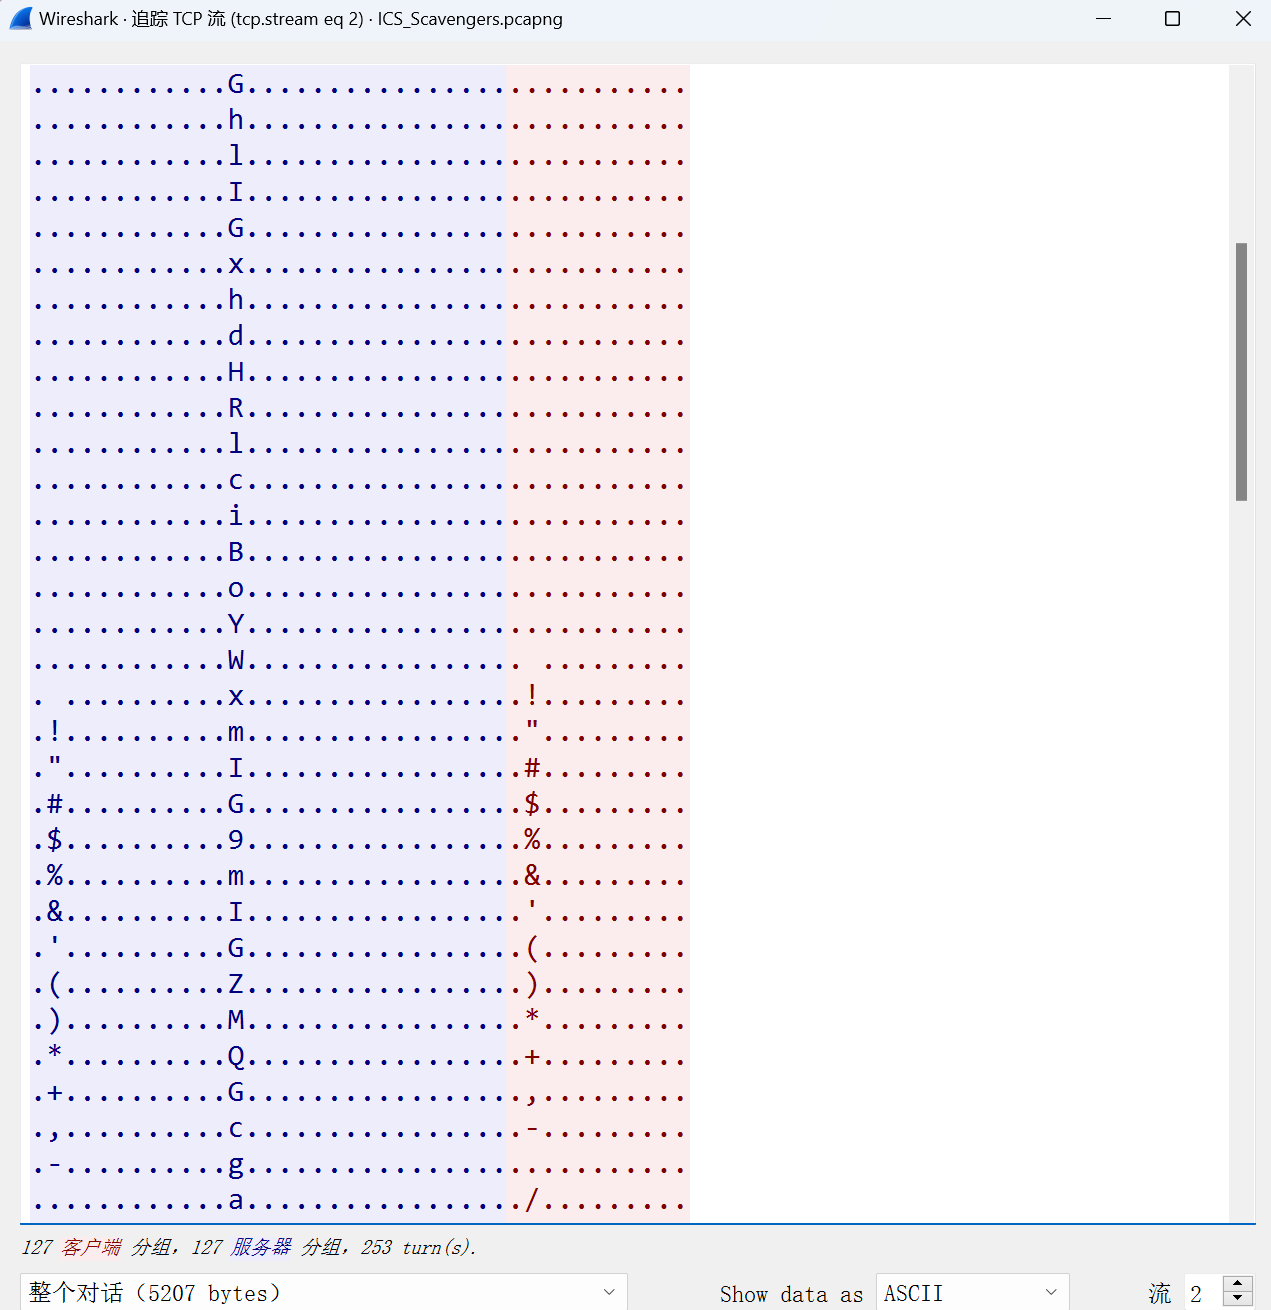 Wireshark · 追踪 TCP 流 (tcp.stream eq 2) · ICS_Scavengers.pcapng
............G...........................
............h...........................
............l...........................
............I...........................
............G...........................
............x...........................
............h...........................
............d...........................
............H...........................
............R...........................
............l...........................
............c...........................
............i...........................
............B...........................
............o...........................
............Y...........................
............W................. .........
. ..........x.................!.........
.!..........m.................".........
."..........I.................#.........
.#..........G.................$.........
.$..........9.................%.........
.%..........m.................&.........
.&..........I.................'.........
.'..........G.................(.........
.(..........Z.................).........
.)..........M.................*.........
.*..........Q.................+.........
.+..........G.................,.........
.,..........c.................-.........
.-..........g...........................
............a................./.........
127 客户端 分组，127 服务器 分组，253 turn(s).
整个对话（5207 bytes） Show data as ASCII 流 2